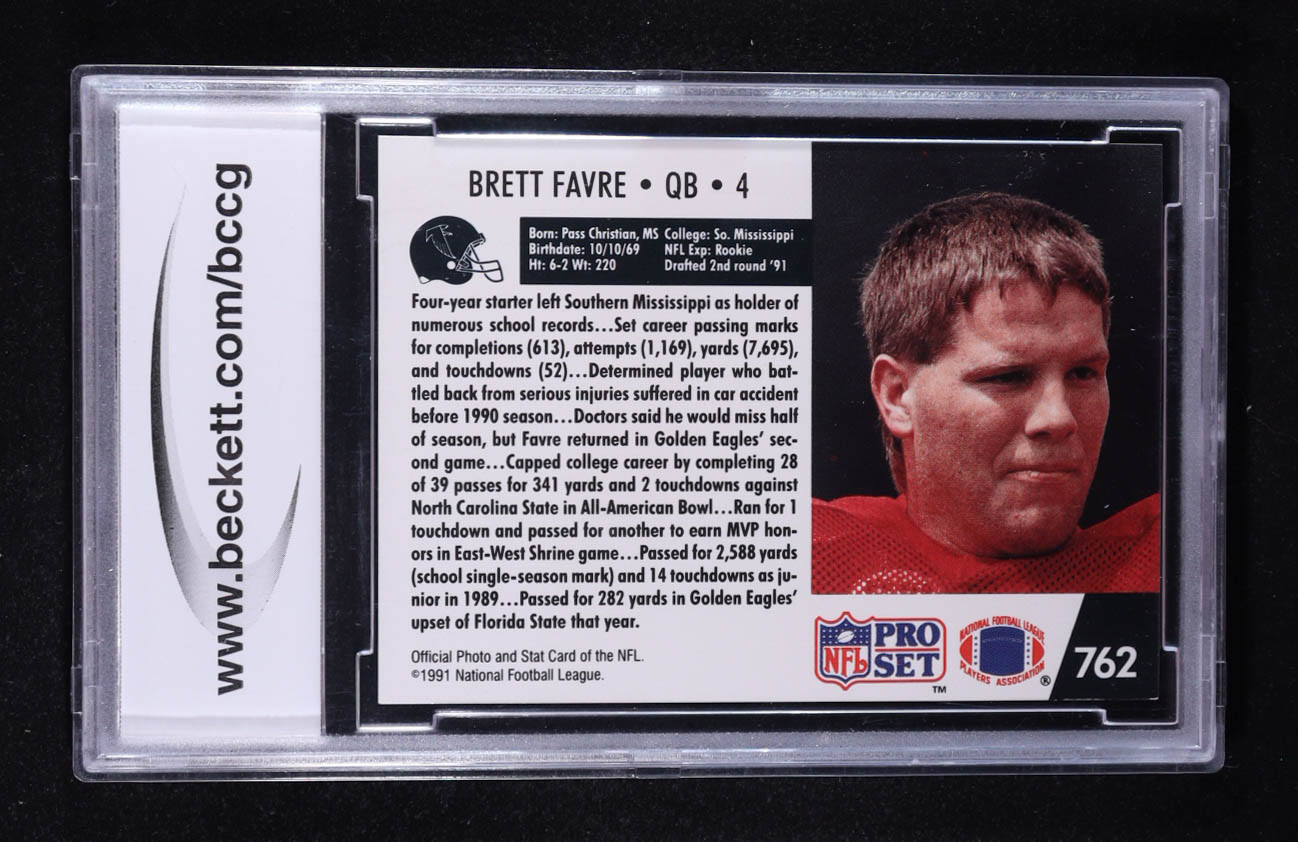 www.beckett.com/bccg
BRETT FAVRE • QB • 4
Born: Pass Christian, MS College: So. Mississippi
Birthdate: 10/10/69 NFL Exp: Rookie
Ht: 6-2 Wt: 220 Drafted 2nd round '91
Four-year starter left Southern Mississippi as holder of
numerous school records...Set career passing marks
for completions (613), attempts (1,169), yards (7,695),
and touchdowns (52)...Determined player who bat-
tled back from serious injuries suffered in car accident
before 1990 season...Doctors said he would miss half
of season, but Favre returned in Golden Eagles' sec-
ond game...Capped college career by completing 28
of 39 passes for 341 yards and 2 touchdowns against
North Carolina State in All-American Bowl...Ran for 1
touchdown and passed for another to earn MVP hon-
ors in East-West Shrine game...Passed for 2,588 yards
(school single-season mark) and 14 touchdowns as ju-
nior in 1989...Passed for 282 yards in Golden Eagles'
upset of Florida State that year.
Official Photo and Stat Card of the NFL.
©1991 National Football League.
NFL PRO SET TM
NATIONAL FOOTBALL LEAGUE
PLAYERS ASSOCIATION ®
762